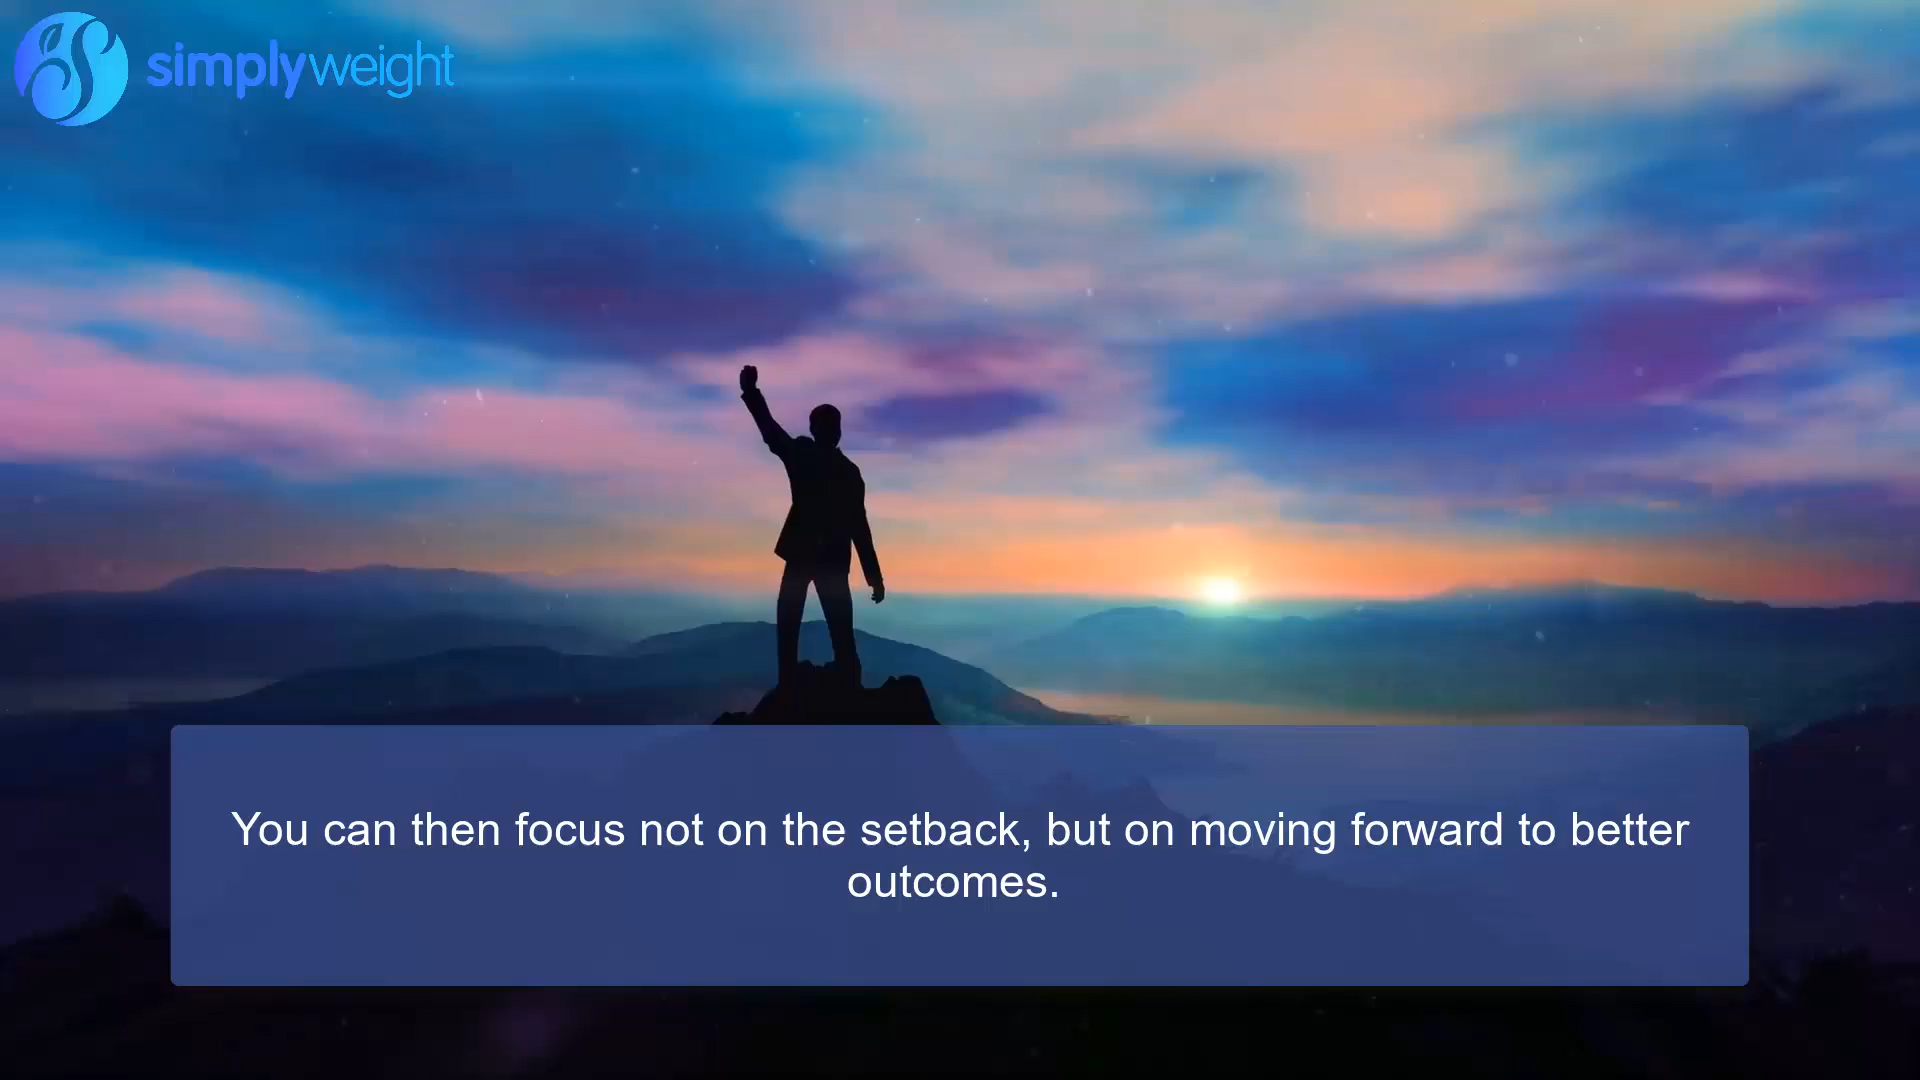 simplyweight
You can then focus not on the setback, but on moving forward to better
outcomes.